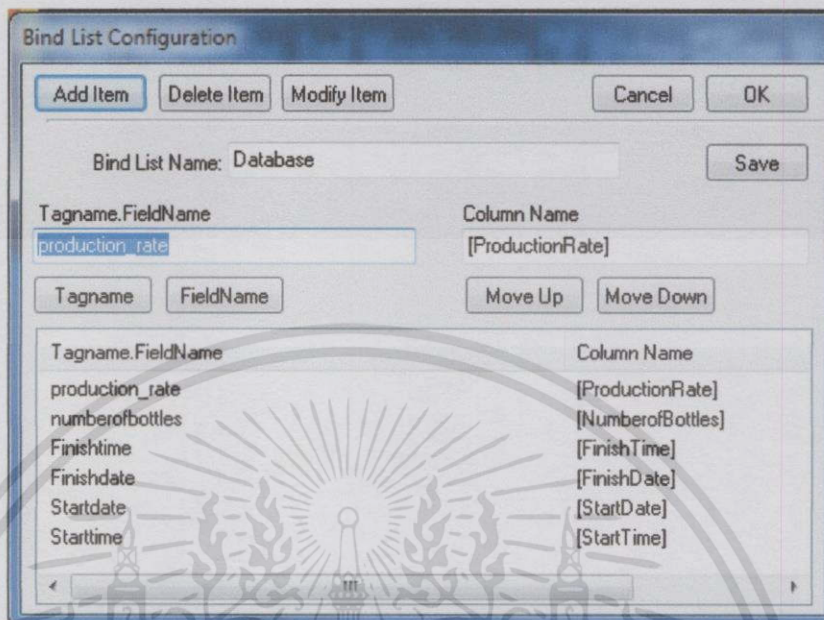 Bind List Configuration
Add Item Delete Item Modify Item Cancel OK
Bind List Name: Database Save
Tagname.FieldName Column Name
production_rate [ProductionRate]
Tagname FieldName Move Up Move Down
Tagname.FieldName Column Name
production_rate [ProductionRate]
numberofbottles [NumberofBottles]
Finishtime [FinishTime]
Finishdate [FinishDate]
Startdate [StartDate]
Starttime [StartTime]